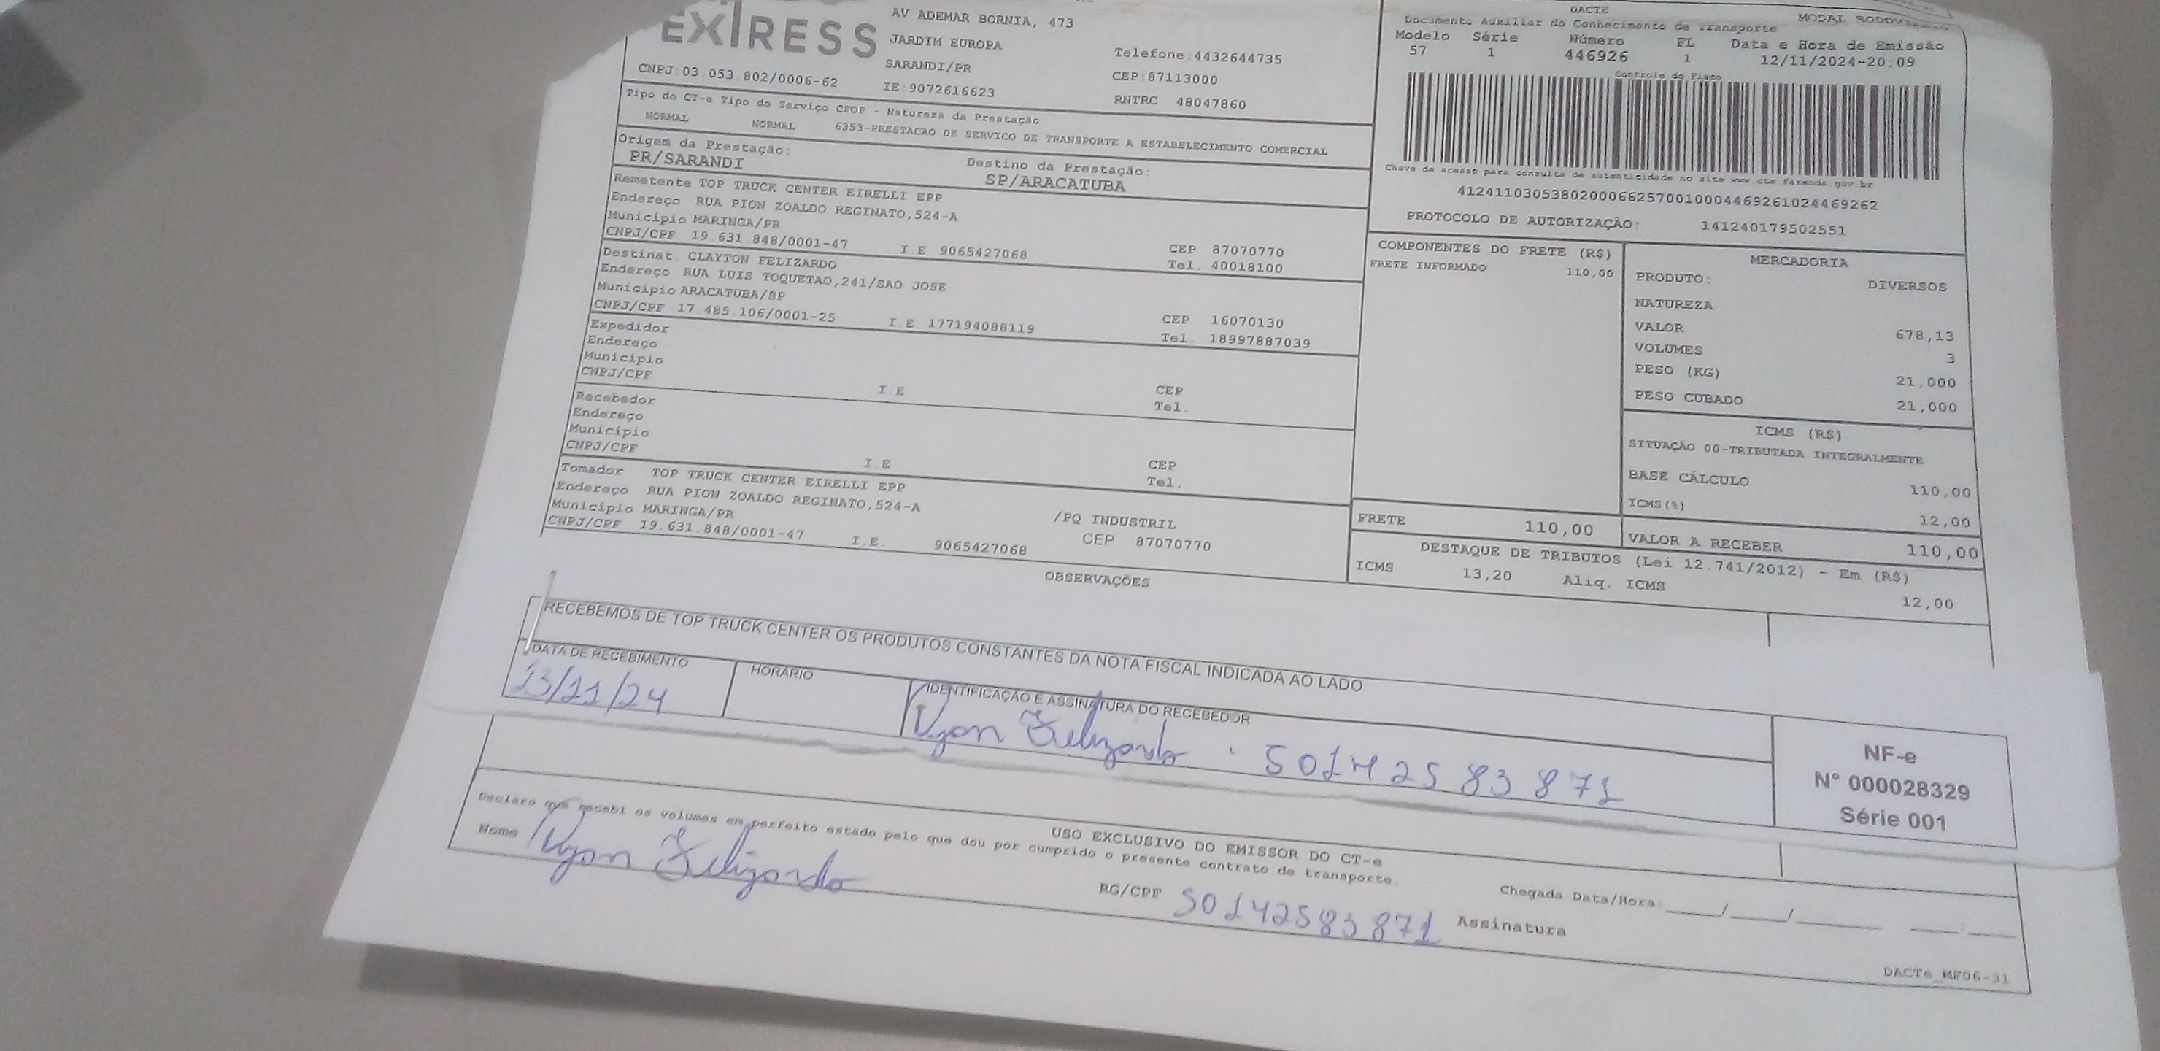 EXPRESS
AV ADEMAR BORNIA, 473
JARDIM EUROPA
SARANDI/PR
Telefone:4432644735
CEP:87113000
CNPJ:03.053.802/0006-62
IE:9072616623
RNTRC 48047860
DACTE
Documento Auxiliar do Conhecimento de Transporte
MODAL
Modelo Série Número FL Data e Hora de Emissão
57 1 446926 1 12/11/2024-20:09
Controle do Fisco
Chave de acesso para consulta de autenticidade no site www.cte.fazenda.gov.br
41241103053802000662570010004469261024469262
PROTOCOLO DE AUTORIZAÇÃO: 141240179502551
Tipo do CT-e Tipo do Serviço CFOP - Natureza da Prestação
NORMAL NORMAL 6353-PRESTACAO DE SERVICO DE TRANSPORTE A ESTABELECIMENTO COMERCIAL
Origem da Prestação: Destino da Prestação:
PR/SARANDI SP/ARACATUBA
Remetente TOP TRUCK CENTER EIRELLI EPP
Endereço RUA PION ZOALDO REGINATO,524-A
Município MARINGA/PR CEP 87070770
CNPJ/CPF 19.631.848/0001-47 I.E 9065427068 Tel. 40018100
Destinat. CLAYTON FELIZARDO
Endereço RUA LUIS TOQUETAO,241/SAO JOSE
Município ARACATUBA/SP CEP 16070130
CNPJ/CPF 17.485.106/0001-25 I.E 177194086119 Tel. 18997887039
Expedidor
Endereço
Município CEP
CNPJ/CPF I.E Tel.
Recebedor
Endereço
Município CEP
CNPJ/CPF I.E Tel.
Tomador TOP TRUCK CENTER EIRELLI EPP
Endereço RUA PION ZOALDO REGINATO,524-A /PQ INDUSTRIL
Município MARINGA/PR CEP 87070770
CNPJ/CPF 19.631.848/0001-47 I.E. 9065427068
COMPONENTES DO FRETE (R$)
FRETE INFORMADO 110,00
MERCADORIA
PRODUTO: DIVERSOS
NATUREZA
VALOR 678,13
VOLUMES 3
PESO (KG) 21,000
PESO CUBADO 21,000
ICMS (R$)
SITUAÇÃO 00-TRIBUTADA INTEGRALMENTE
BASE CÁLCULO 110,00
ICMS(%) 12,00
FRETE 110,00 VALOR A RECEBER 110,00
DESTAQUE DE TRIBUTOS (Lei 12.741/2012) - Em (R$)
ICMS 13,20 Aliq. ICMS 12,00
OBSERVAÇÕES
RECEBEMOS DE TOP TRUCK CENTER OS PRODUTOS CONSTANTES DA NOTA FISCAL INDICADA AO LADO
DATA DE RECEBIMENTO HORÁRIO IDENTIFICAÇÃO E ASSINATURA DO RECEBEDOR
13/11/24 Felizardo 50142583871
NF-e
N° 000028329
Série 001
USO EXCLUSIVO DO EMISSOR DO CT-e
Declaro que recebi os volumes em perfeito estado pelo que dou por cumprido o presente contrato de transporte.
Nome Felizardo RG/CPF 50142583871 Assinatura
Chegada Data/Hora:____/____/______ ____:____
DACTe_MF06-31